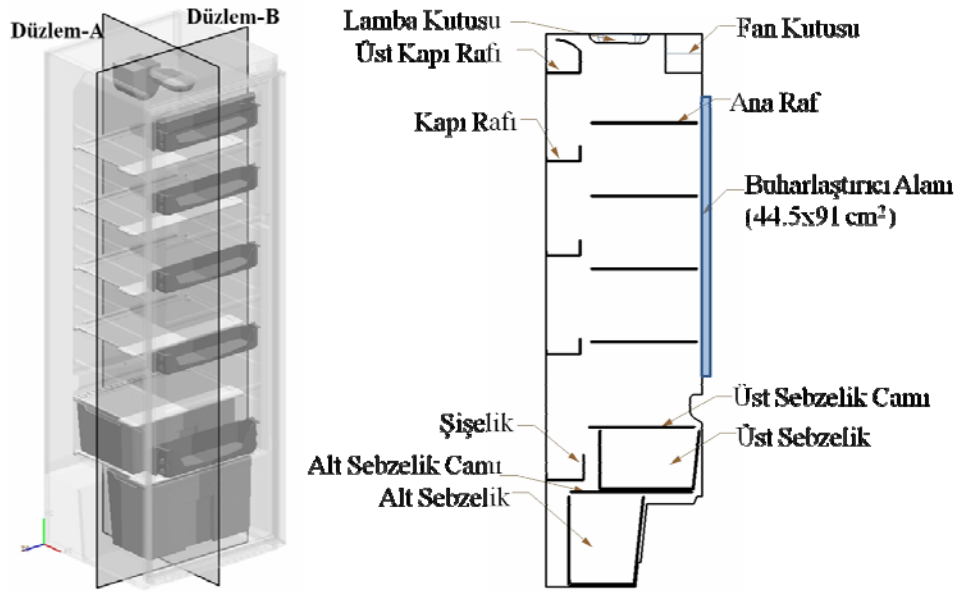 Düzlem-A
Düzlem-B
Lamba Kutusu
Üst Kapı Rafı
Fan Kutusu
Kapı Rafı
Ana Raf
Buharlaştırıcı Alanı
(44.5x91 cm²)
Şişelik
Üst Sebzelik Camı
Üst Sebzelik
Alt Sebzelik Camı
Alt Sebzelik